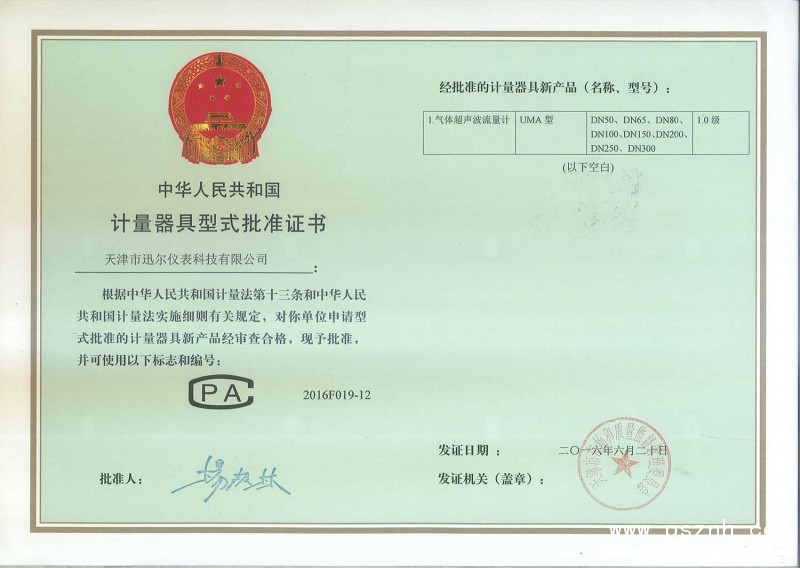 中华人民共和国
计量器具型式批准证书
天津市迅尔仪表科技有限公司：
根据中华人民共和国计量法第十三条和中华人民
共和国计量法实施细则有关规定，对你单位申请型
式批准的计量器具新产品经审查合格，现予批准，
并可使用以下标志和编号：
CPA 2016F019-12
批准人：
经批准的计量器具新产品（名称、型号）：
1.气体超声波流量计 UMA 型 DN50、DN65、DN80、 1.0 级
DN100、DN150、DN200、
DN250、DN300
(以下空白)
发证日期： 二〇一六年六月二十日
发证机关（盖章）：